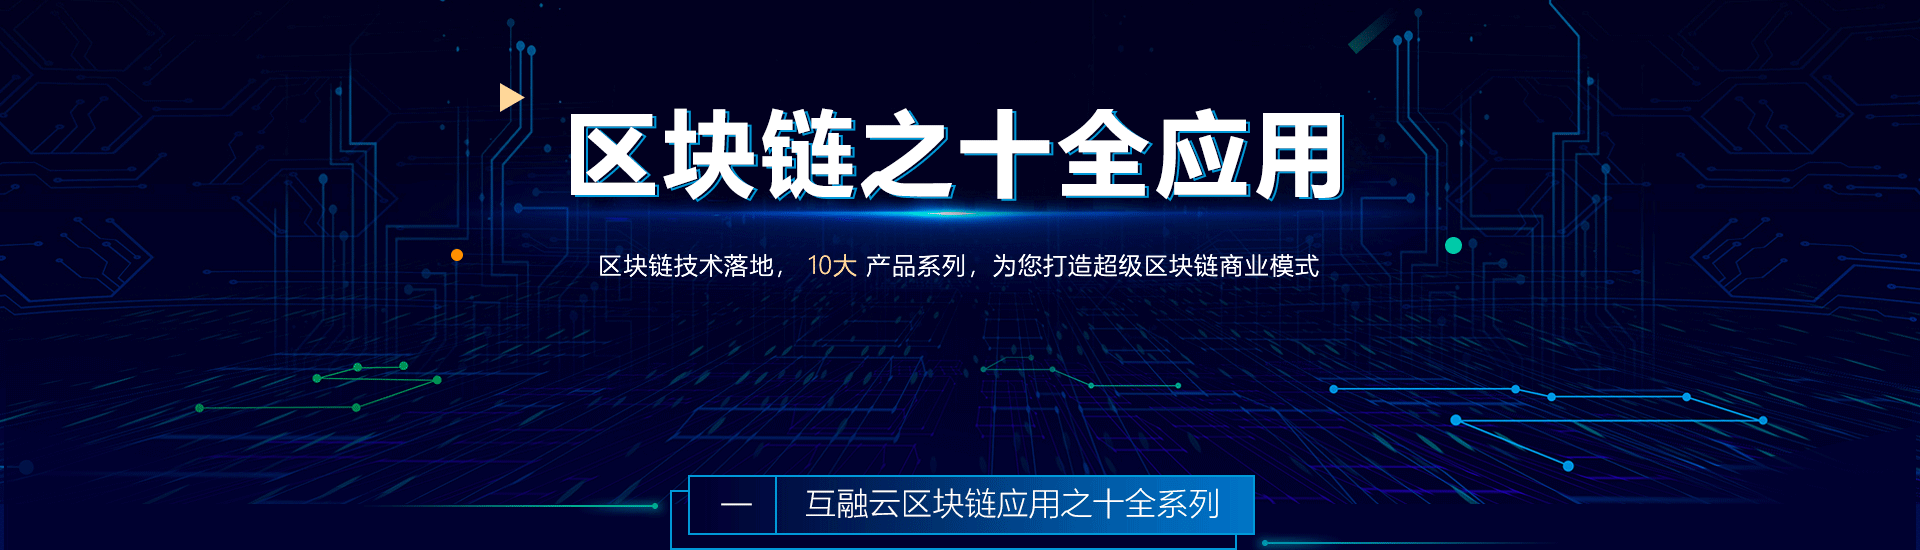 区块链之十全应用
区块链技术落地， 10大 产品系列，为您打造超级区块链商业模式
一 互融云区块链应用之十全系列